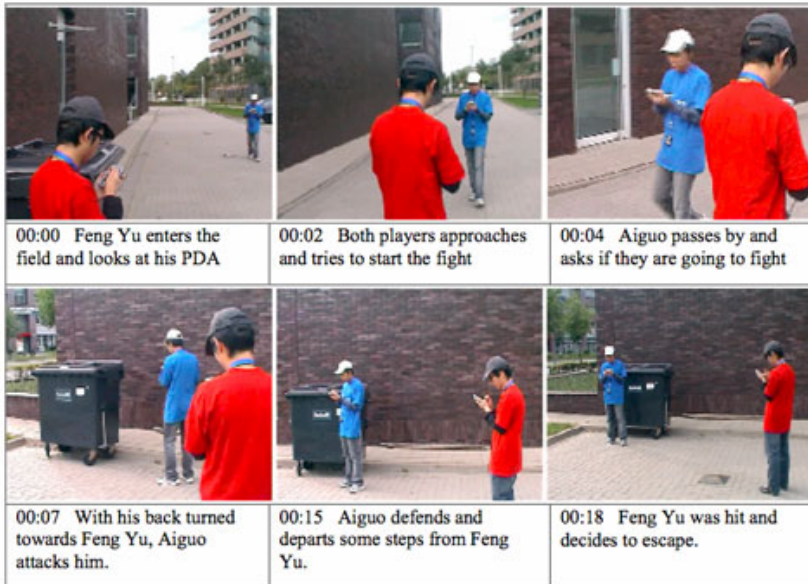 00:00 Feng Yu enters the
field and looks at his PDA
00:02 Both players approaches
and tries to start the fight
00:04 Aiguo passes by and
asks if they are going to fight
00:07 With his back turned
towards Feng Yu, Aiguo
attacks him.
00:15 Aiguo defends and
departs some steps from Feng
Yu.
00:18 Feng Yu was hit and
decides to escape.